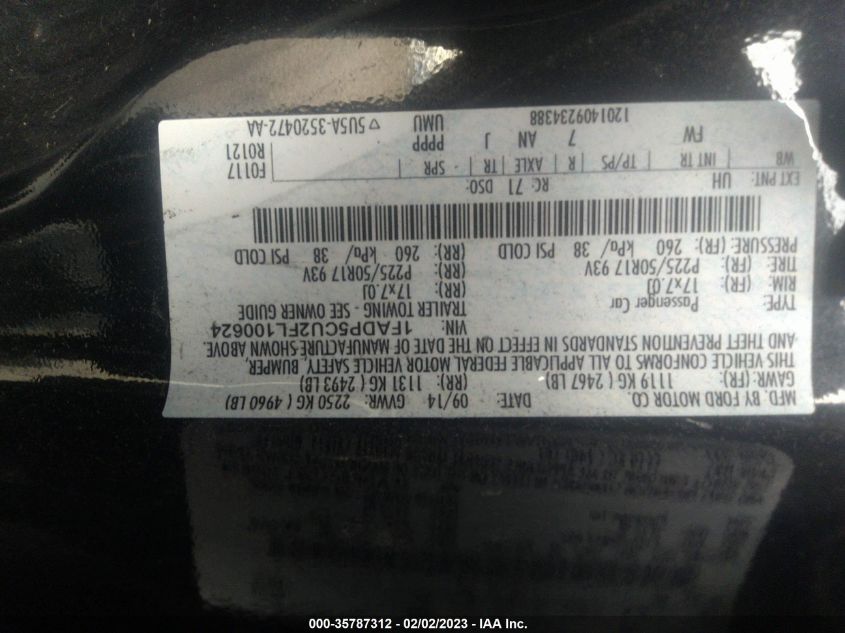 MFD. BY FORD MOTOR CO.
DATE: 09/14 GVWR: 2250 KG ( 4960 LB)
GAWR: (FR): 1119 KG ( 2467 LB) (RR): 1131 KG ( 2493 LB)
THIS VEHICLE CONFORMS TO ALL APPLICABLE FEDERAL MOTOR VEHICLE SAFETY, BUMPER,
AND THEFT PREVENTION STANDARDS IN EFFECT ON THE DATE OF MANUFACTURE SHOWN ABOVE.
VIN: 1FADP5CU2FL100624
TYPE: Passenger Car TRAILER TOWING - SEE OWNER GUIDE
RIM: (FR): 17x7.0J (RR): 17x7.0J
TIRE: (FR): P225/50R17 93V (RR): P225/50R17 93V
PRESSURE: (FR): 260 kPa/ 38 PSI COLD (RR): 260 kPa/ 38 PSI COLD
EXT PNT: UH RC: 71 DSO: F0117
WB INT TR TP/PS R AXLE TR SPR R0121
FW 7 AN J PPPP
UMU
1201409234388 ▽ 5U5A-3520472-AA
000-35787312 - 02/02/2023 - IAA Inc.